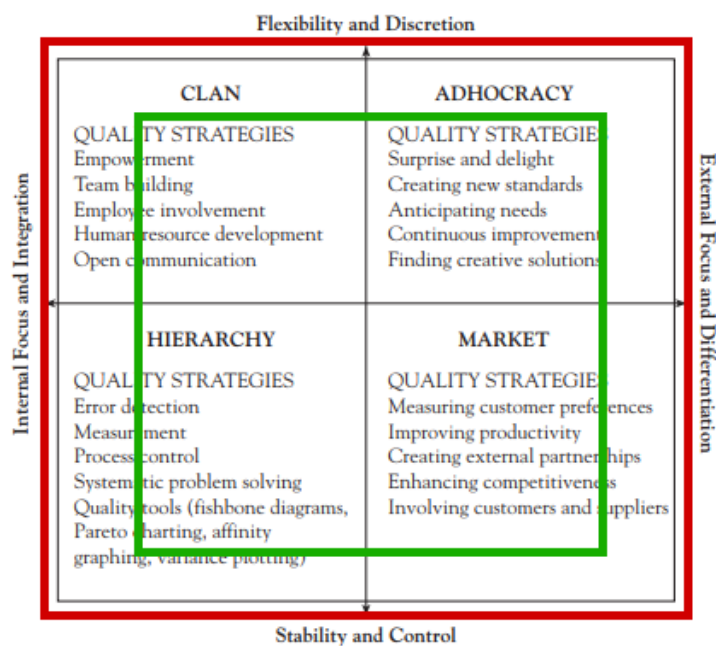 Flexibility and Discretion
Internal Focus and Integration
External Focus and Differentiation
CLAN
QUALITY STRATEGIES
Empowerment
Team building
Employee involvement
Human resource development
Open communication
ADHOCRACY
QUALITY STRATEGIES
Surprise and delight
Creating new standards
Anticipating needs
Continuous improvement
Finding creative solutions
HIERARCHY
QUALITY STRATEGIES
Error detection
Measurement
Process control
Systematic problem solving
Quality tools (fishbone diagrams,
Pareto charting, affinity
graphing, variance plotting)
MARKET
QUALITY STRATEGIES
Measuring customer preferences
Improving productivity
Creating external partnerships
Enhancing competitiveness
Involving customers and suppliers
Stability and Control